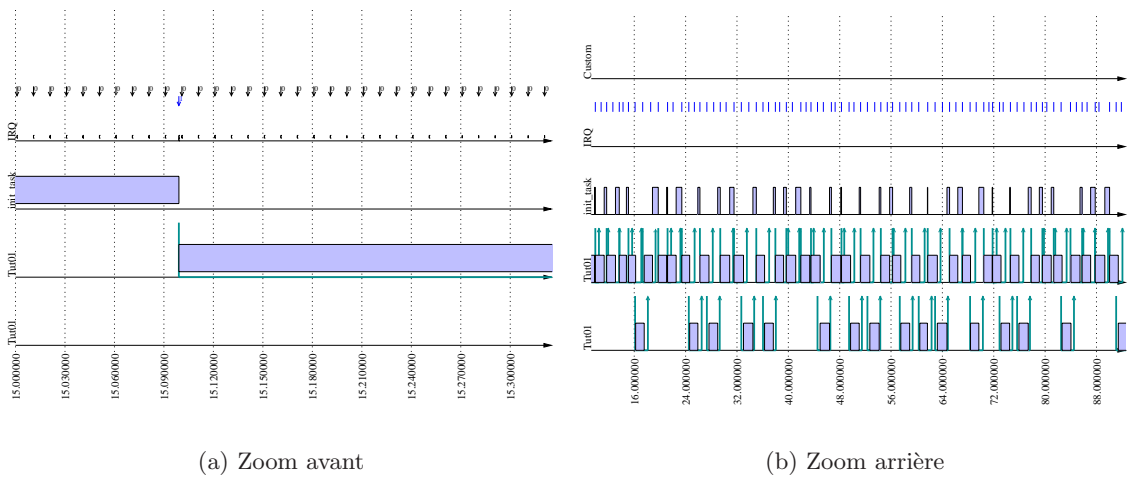 Custom
IRQ
IRQ
init_task
init_task
Tut01
Tut01
Tut01
Tut01
15.000000 15.030000 15.060000 15.090000 15.120000 15.150000 15.180000 15.210000 15.240000 15.270000 15.300000
16.000000 24.000000 32.000000 40.000000 48.000000 56.000000 64.000000 72.000000 80.000000 88.000000
(a) Zoom avant
(b) Zoom arrière